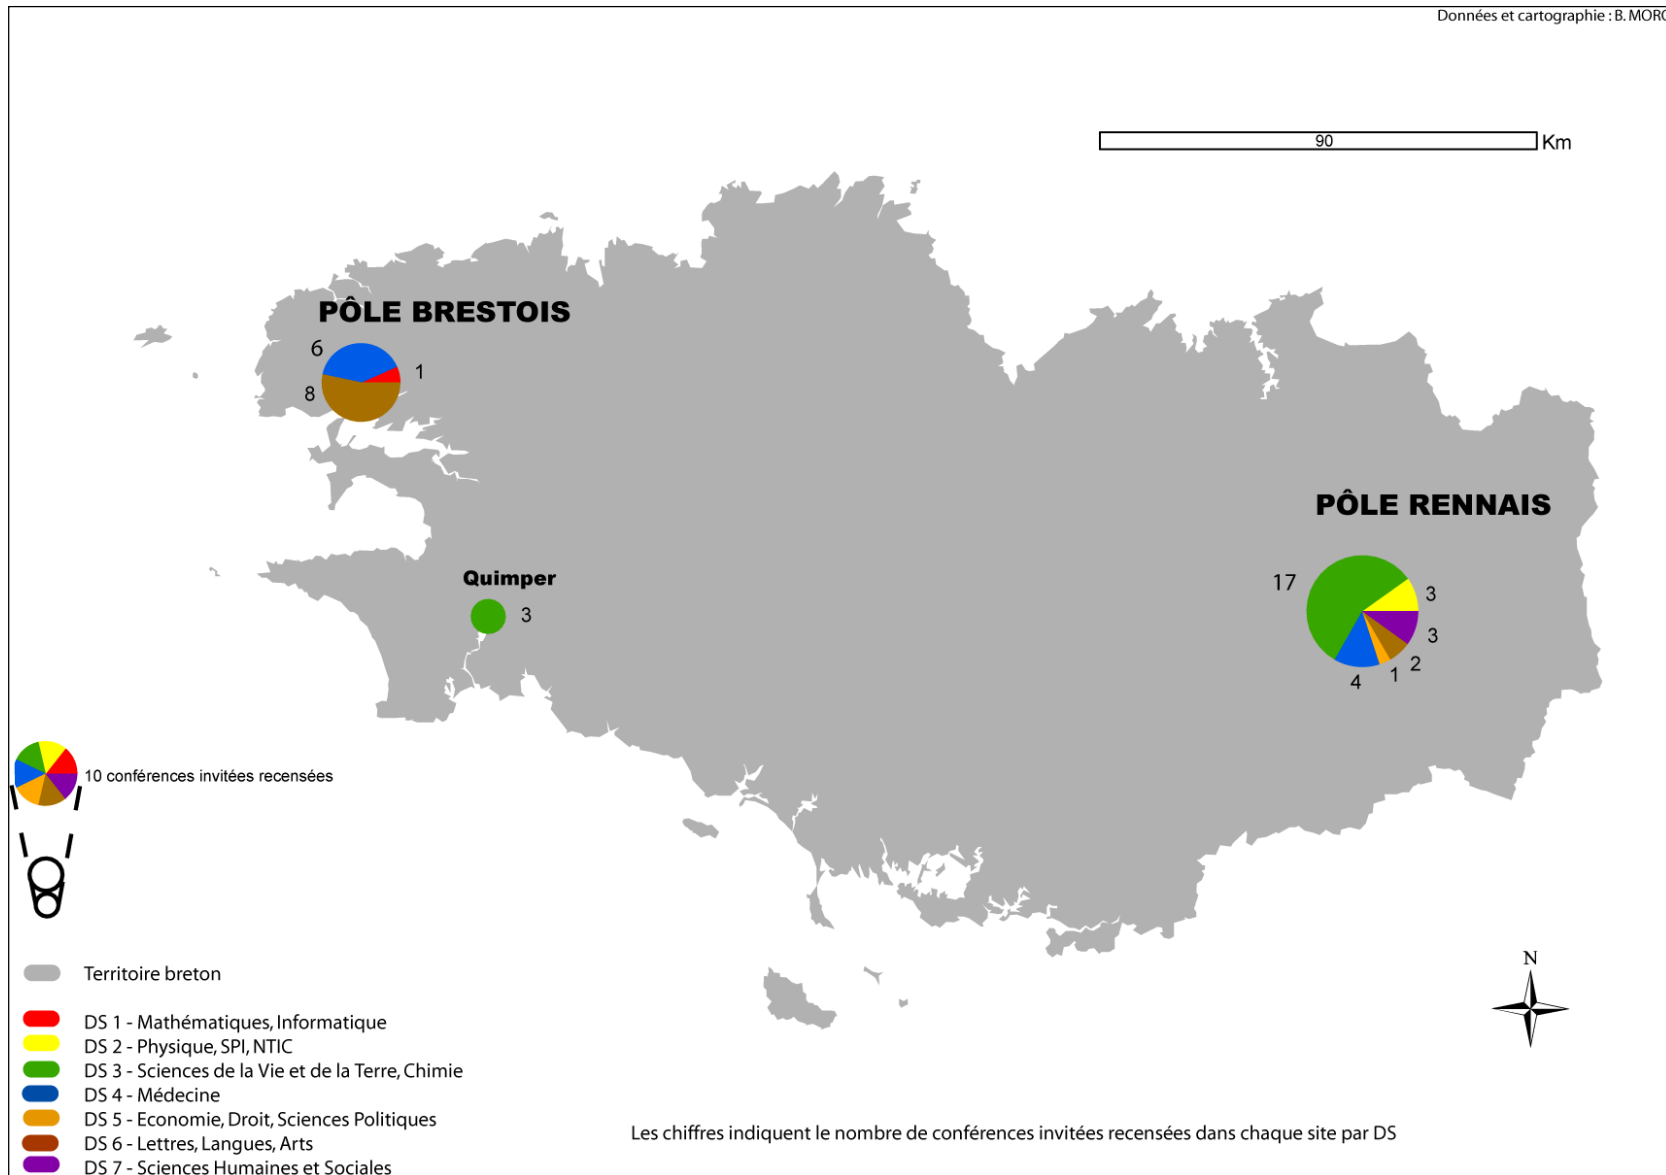 Données et cartographie : B. MORC
90 Km
PÔLE BRESTOIS
6
1
8
PÔLE RENNAIS
17
3
3
2
1
4
Quimper
3
10 conférences invitées recensées
N
Territoire breton
DS 1 - Mathématiques, Informatique
DS 2 - Physique, SPI, NTIC
DS 3 - Sciences de la Vie et de la Terre, Chimie
DS 4 - Médecine
DS 5 - Economie, Droit, Sciences Politiques
DS 6 - Lettres, Langues, Arts
DS 7 - Sciences Humaines et Sociales
Les chiffres indiquent le nombre de conférences invitées recensées dans chaque site par DS